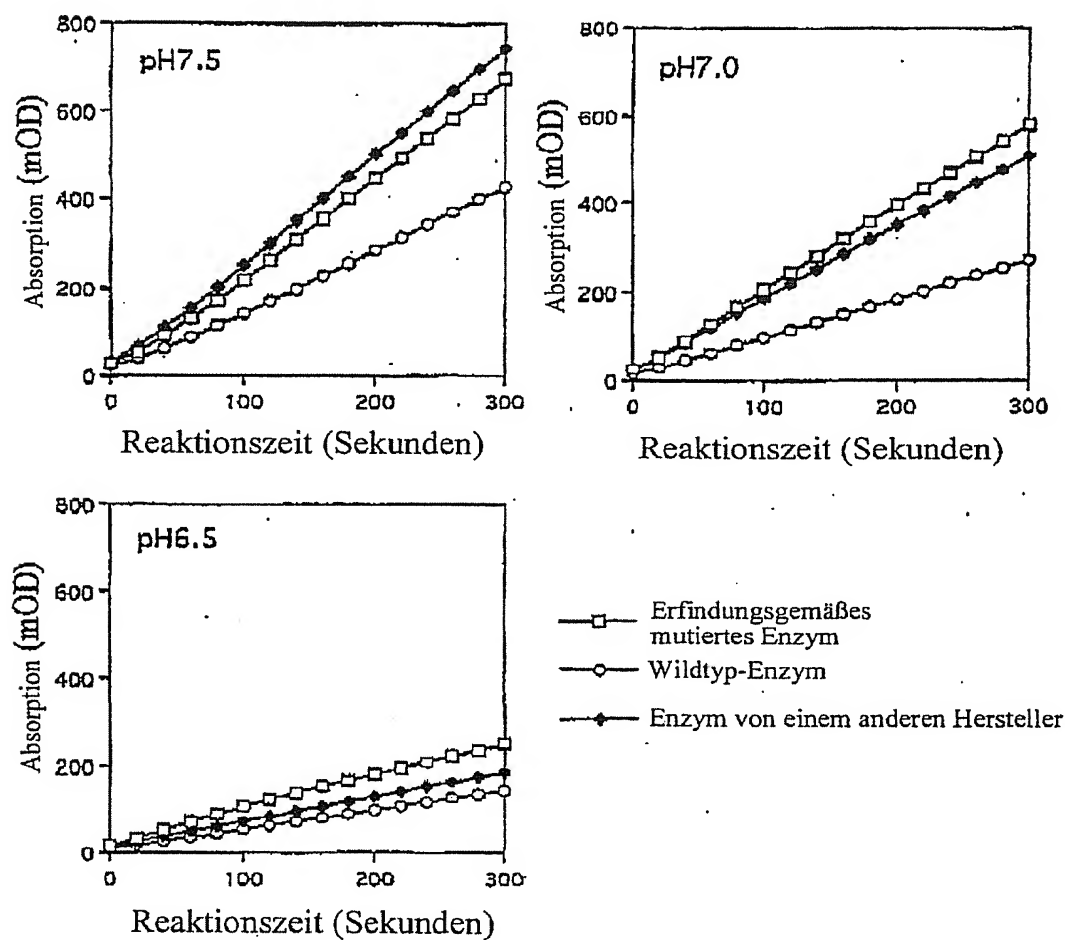 pH7.5
Absorption (mOD)
800
600
400
200
0
0 100 200 300
Reaktionszeit (Sekunden)
pH7.0
Absorption (mOD)
800
600
400
200
0
0 100 200 300
Reaktionszeit (Sekunden)
pH6.5
Absorption (mOD)
800
600
400
200
0
0 100 200 300
Reaktionszeit (Sekunden)
Erfindungsgemäßes
mutiertes Enzym
Wildtyp-Enzym
Enzym von einem anderen Hersteller